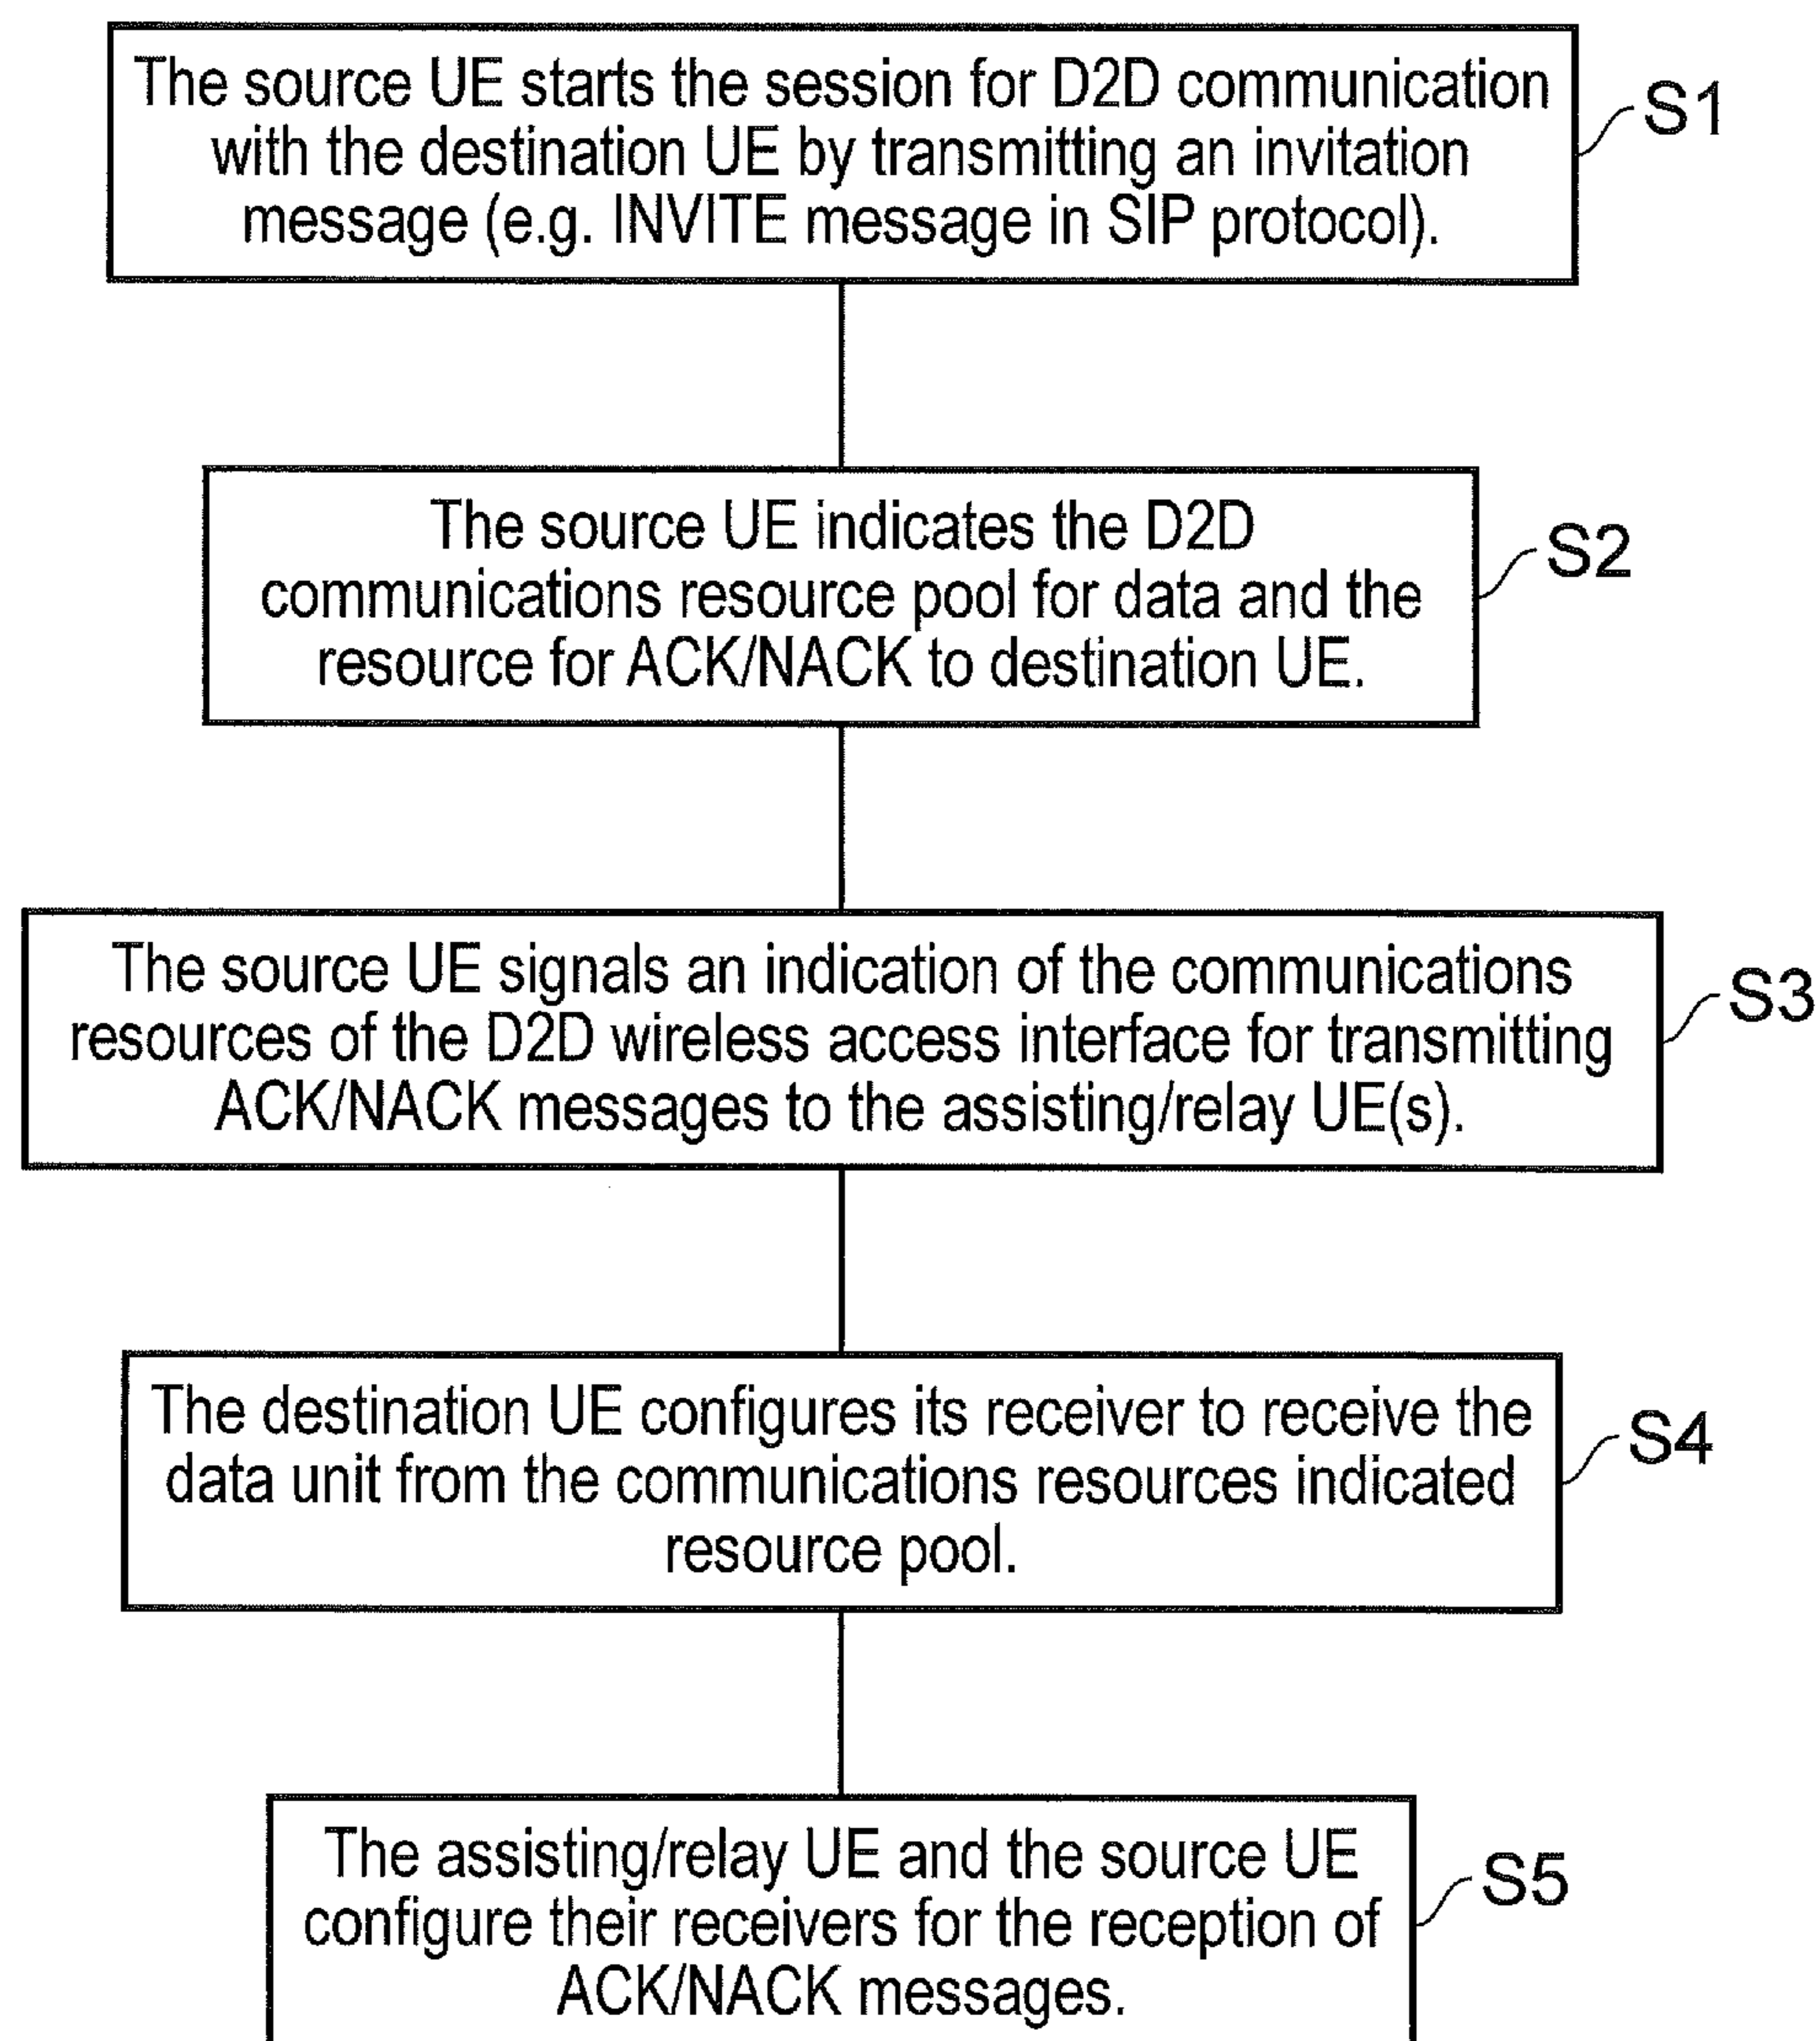 The source UE starts the session for D2D communication
with the destination UE by transmitting an invitation
message (e.g. INVITE message in SIP protocol).
S1
The source UE indicates the D2D
communications resource pool for data and the
resource for ACK/NACK to destination UE.
S2
The source UE signals an indication of the communications
resources of the D2D wireless access interface for transmitting
ACK/NACK messages to the assisting/relay UE(s).
S3
The destination UE configures its receiver to receive the
data unit from the communications resources indicated
resource pool.
S4
The assisting/relay UE and the source UE
configure their receivers for the reception of
ACK/NACK messages.
S5